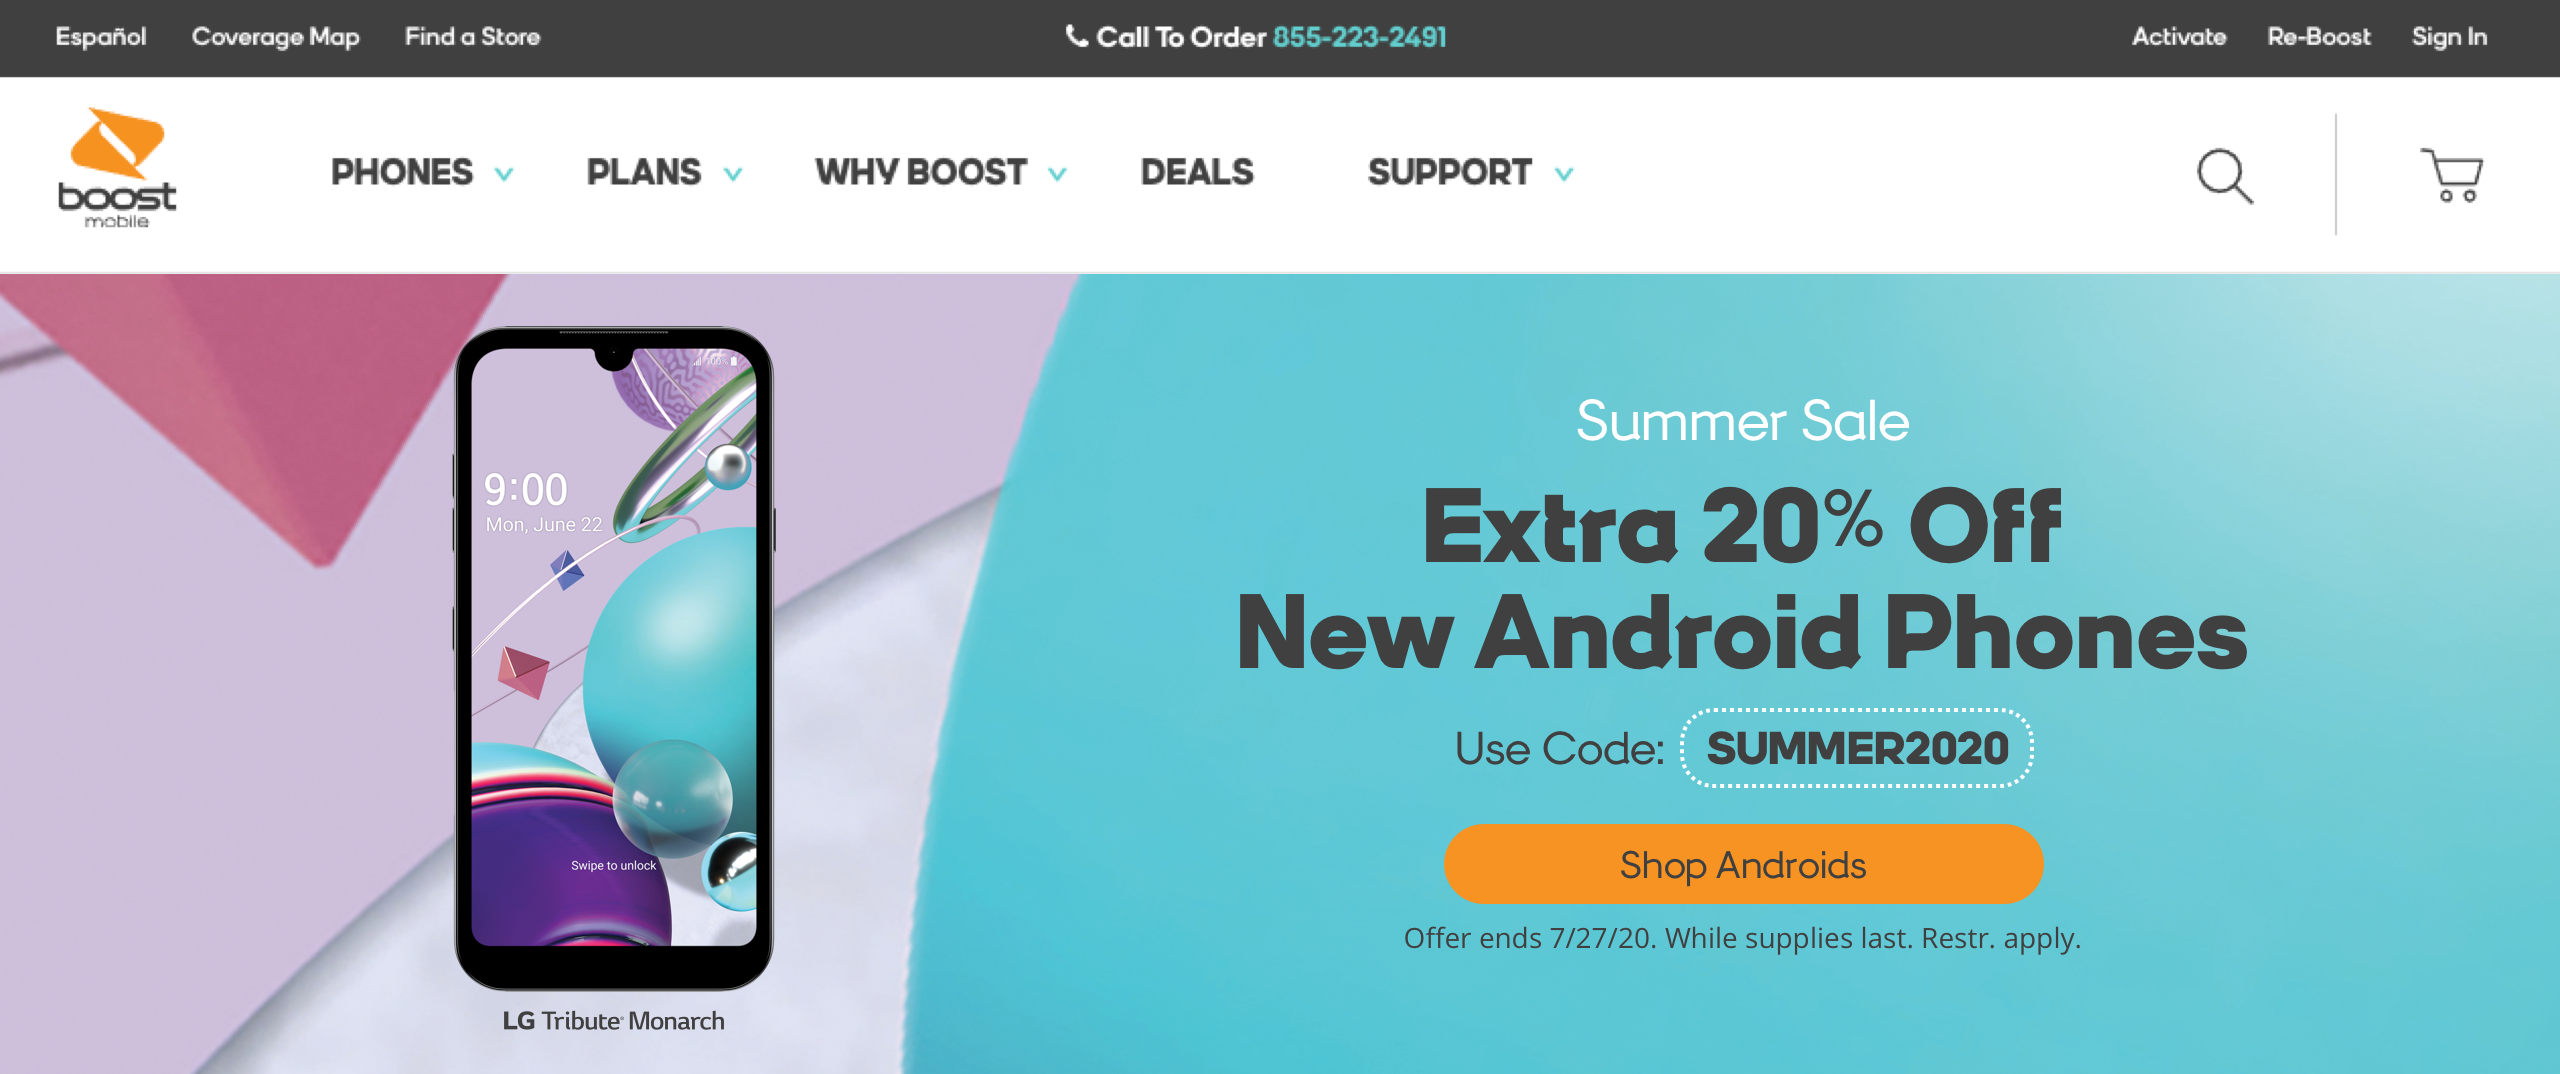 Español Coverage Map Find a Store Call To Order 855-223-2491 Activate Re-Boost Sign In
boost
mobile
PHONES PLANS WHY BOOST DEALS SUPPORT
100%
9:00
Mon, June 22
Swipe to unlock
LG Tribute Monarch
Summer Sale
Extra 20% Off
New Android Phones
Use Code: SUMMER2020
Shop Androids
Offer ends 7/27/20. While supplies last. Restr. apply.